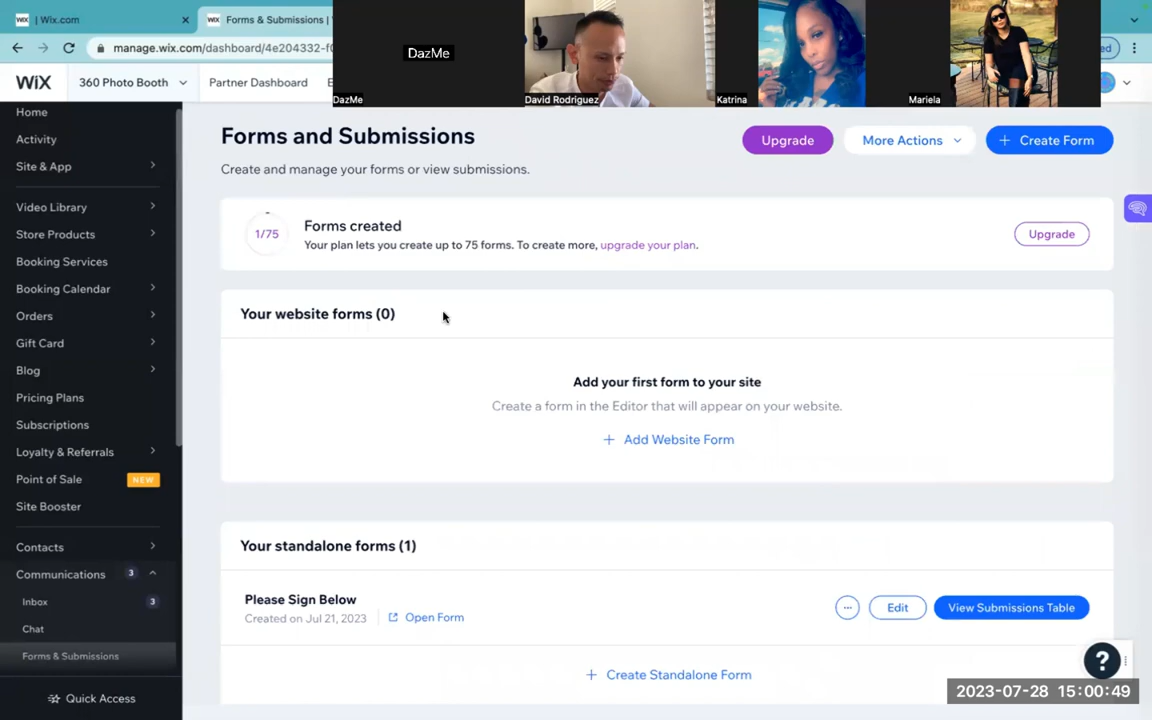 WIX | Wix.com
WIX Forms & Submissions |
manage.wix.com/dashboard/4e204332-f
DazMe
DazMe
David Rodriguez
Katrina
Mariela
WiX
360 Photo Booth
Partner Dashboard
Home
Activity
Site & App
Video Library
Store Products
Booking Services
Booking Calendar
Orders
Gift Card
Blog
Pricing Plans
Subscriptions
Loyalty & Referrals
Point of Sale NEW
Site Booster
Contacts
Communications 3
Inbox 3
Chat
Forms & Submissions
Quick Access
Forms and Submissions
Upgrade
More Actions
+ Create Form
Create and manage your forms or view submissions.
1/75
Forms created
Your plan lets you create up to 75 forms. To create more, upgrade your plan.
Upgrade
Your website forms (0)
Add your first form to your site
Create a form in the Editor that will appear on your website.
+ Add Website Form
Your standalone forms (1)
Please Sign Below
Created on Jul 21, 2023
Open Form
...
Edit
View Submissions Table
+ Create Standalone Form
?
2023-07-28 15:00:49